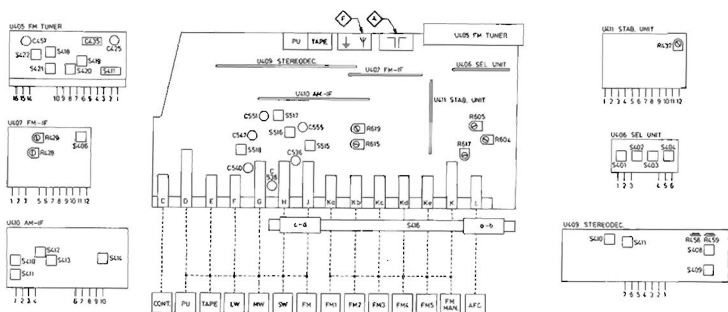 U405 FM TUNER
C457 C435 C425
S422 S418 S419
S421 S420 S417
16 15 14 10 9 8 6 5 4 3 2 1
U407 FM-IF
R429 S406
R428
1 2 3 5 6 7 8 9 10 11 12
U410 AM-IF
S412
S410 S413 S414
S411
1 2 3 4 6 7 8 9 10
F A
PU TAPE
U405 FM TUNER
U409 STEREODEC.
U407 FM-IF
U406 SEL UNIT
U410 AM-IF
U411 STAB. UNIT
C551 S517
S516 C555
C547
S518 S515
C540 C536
C538
R619
R615
R605
R604
R617
C D E F G H J Ka Kb Kc Kd Ke K L
c-d S416 a-b
CONT. PU TAPE LW MW SW FM FM1 FM2 FM3 FM4 FM5 FM MAN. AFC
U411 STAB. UNIT
R437
1 2 3 4 5 6 7 8 9 10 11 12
U406 SEL UNIT
S402 S404
S401 S403
1 2 3 4 5 6
U409 STEREODEC.
R458 R459
S410 S411 S408
S409
7 6 5 4 3 2 1